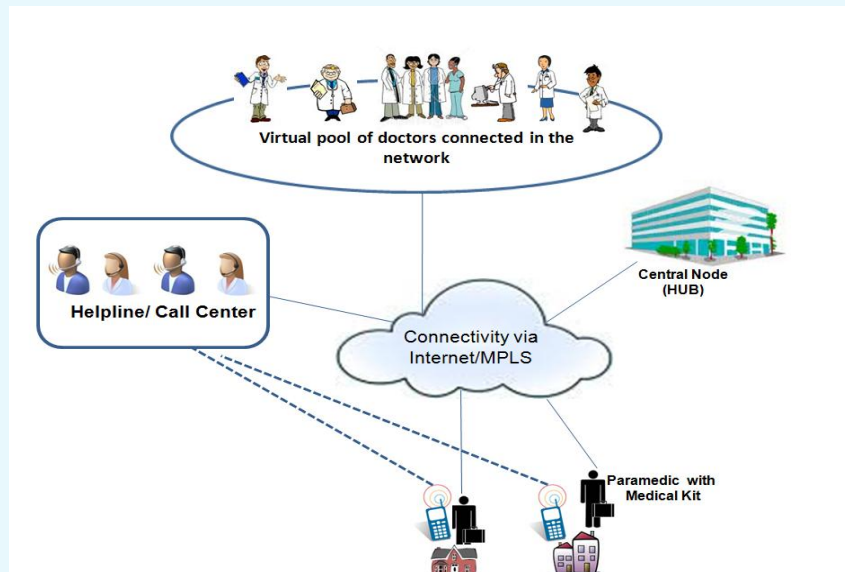 Virtual pool of doctors connected in the
network
Central Node
(HUB)
Helpline/ Call Center
Connectivity via
Internet/MPLS
Paramedic with
Medical Kit